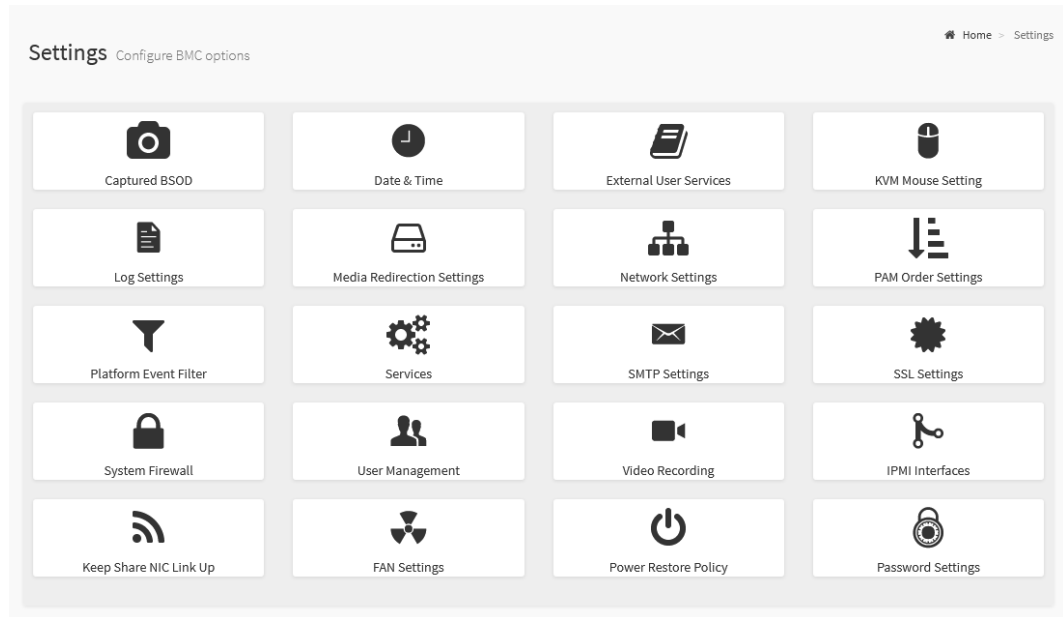 Home > Settings
Settings Configure BMC options
Captured BSOD
Date & Time
External User Services
KVM Mouse Setting
Log Settings
Media Redirection Settings
Network Settings
PAM Order Settings
Platform Event Filter
Services
SMTP Settings
SSL Settings
System Firewall
User Management
Video Recording
IPMI Interfaces
Keep Share NIC Link Up
FAN Settings
Power Restore Policy
Password Settings